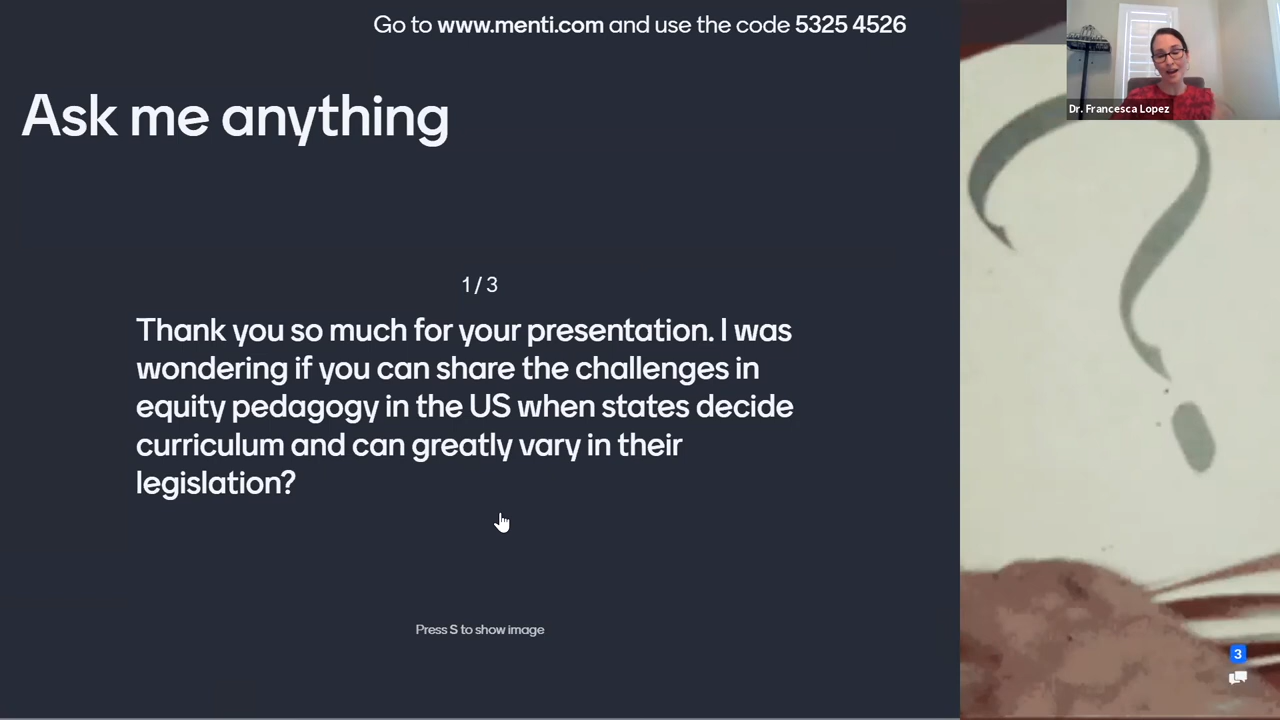 Go to www.menti.com and use the code 5325 4526
Dr. Francesca Lopez
Ask me anything
1 / 3
Thank you so much for your presentation. I was
wondering if you can share the challenges in
equity pedagogy in the US when states decide
curriculum and can greatly vary in their
legislation?
Press S to show image
3